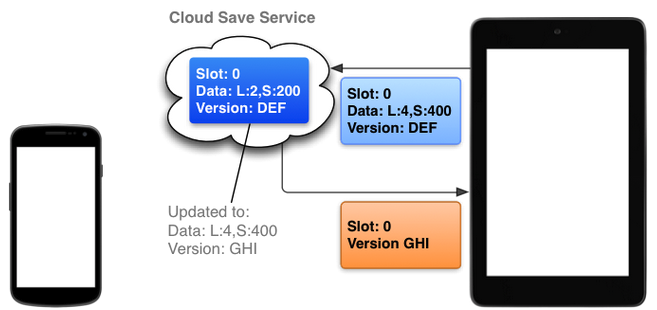 Cloud Save Service
Slot: 0
Data: L:2,S:200
Version: DEF
Slot: 0
Data: L:4,S:400
Version: DEF
Updated to:
Data: L:4,S:400
Version: GHI
Slot: 0
Version GHI